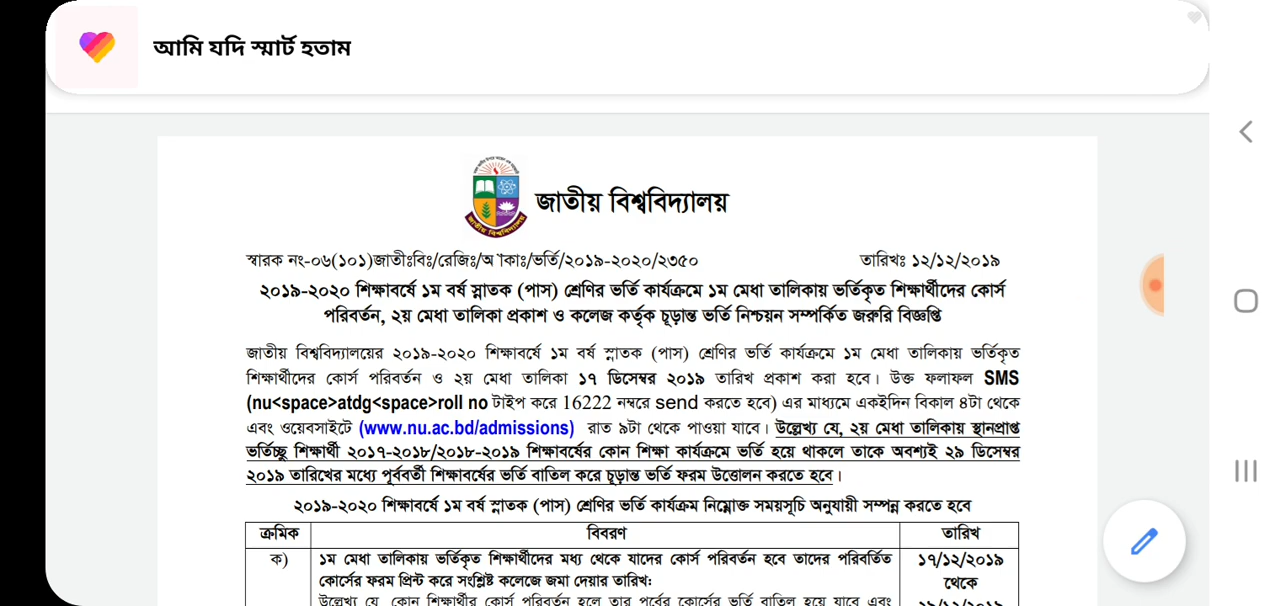 আমি যদি স্মার্ট হতাম
জাতীয় বিশ্ববিদ্যালয়
স্বারক নং-০৬(১০১)জাতীঃবিঃ/রেজিঃ/অ াকাঃ/ভর্তি/২০১৯-২০২০/২৩৫০ তারিখঃ ১২/১২/২০১৯
২০১৯-২০২০ শিক্ষাবর্ষে ১ম বর্ষ স্নাতক (পাস) শ্রেণির ভর্তি কার্যক্রমে ১ম মেধা তালিকায় ভর্তিকৃত শিক্ষার্থীদের কোর্স
পরিবর্তন, ২য় মেধা তালিকা প্রকাশ ও কলেজ কর্তৃক চূড়ান্ত ভর্তি নিশ্চয়ন সম্পর্কিত জরুরি বিজ্ঞপ্তি
জাতীয় বিশ্ববিদ্যালয়ের ২০১৯-২০২০ শিক্ষাবর্ষে ১ম বর্ষ স্নাতক (পাস) শ্রেণির ভর্তি কার্যক্রমে ১ম মেধা তালিকায় ভর্তিকৃত
শিক্ষার্থীদের কোর্স পরিবর্তন ও ২য় মেধা তালিকা ১৭ ডিসেম্বর ২০১৯ তারিখ প্রকাশ করা হবে। উক্ত ফলাফল SMS
(nu<space>atdg<space>roll no টাইপ করে 16222 নম্বরে send করতে হবে) এর মাধ্যমে একইদিন বিকাল ৪টা থেকে
এবং ওয়েবসাইটে (www.nu.ac.bd/admissions) রাত ৯টা থেকে পাওয়া যাবে। উল্লেখ্য যে, ২য় মেধা তালিকায় স্থানপ্রাপ্ত
ভর্তিচ্ছু শিক্ষার্থী ২০১৭-২০১৮/২০১৮-২০১৯ শিক্ষাবর্ষের কোন শিক্ষা কার্যক্রমে ভর্তি হয়ে থাকলে তাকে অবশ্যই ২৯ ডিসেম্বর
২০১৯ তারিখের মধ্যে পূর্ববর্তী শিক্ষাবর্ষের ভর্তি বাতিল করে চূড়ান্ত ভর্তি ফরম উত্তোলন করতে হবে।
২০১৯-২০২০ শিক্ষাবর্ষে ১ম বর্ষ স্নাতক (পাস) শ্রেণির ভর্তি কার্যক্রম নিম্নোক্ত সময়সূচি অনুযায়ী সম্পন্ন করতে হবে
ক্রমিক বিবরণ তারিখ
ক) ১ম মেধা তালিকায় ভর্তিকৃত শিক্ষার্থীদের মধ্য থেকে যাদের কোর্স পরিবর্তন হবে তাদের পরিবর্তিত ১৭/১২/২০১৯
কোর্সের ফরম প্রিন্ট করে সংশ্লিষ্ট কলেজে জমা দেয়ার তারিখঃ থেকে
উল্লেখ্য যে, কোন শিক্ষার্থীর কোর্স পরিবর্তন হলে তার পূর্বের কোর্সের ভর্তি বাতিল হয়ে যাবে এবং